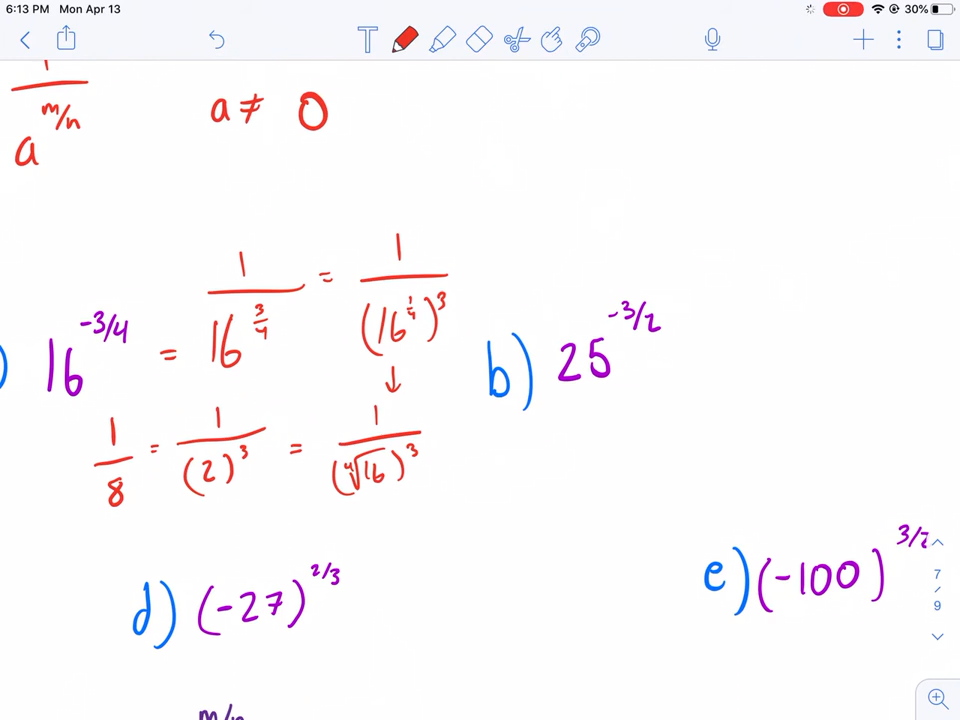 6:13 PM Mon Apr 13 30%
T
1
a^{m/n} a ≠ 0
a) 16^{-3/4} = 1/16^{3/4} = 1/(16^{1/4})^3
↓
1/8 = 1/(2)^3 = 1/(∜16)^3
b) 25^{-3/2}
d) (-27)^{2/3}
e) (-100)^{3/2}
7
/
9
m/n